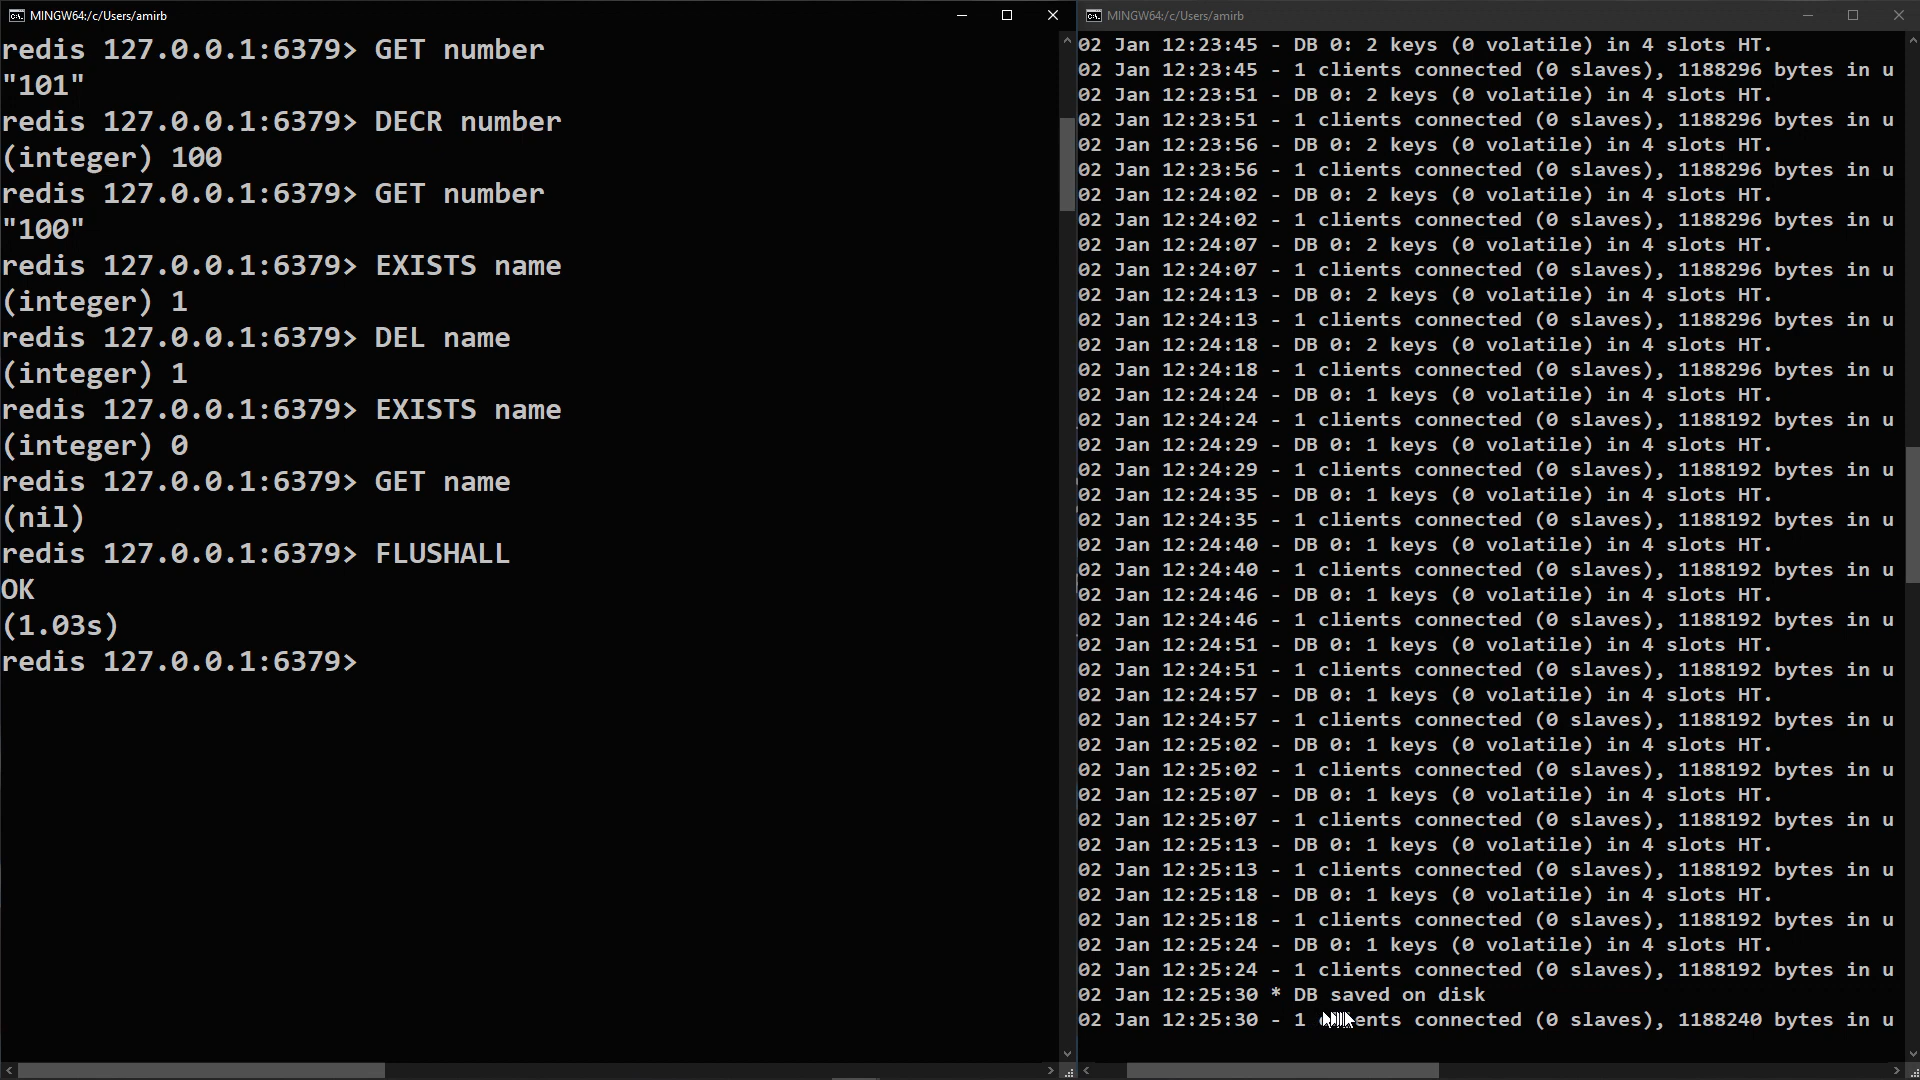 MINGW64:/c/Users/amirb
redis 127.0.0.1:6379> GET number
"101"
redis 127.0.0.1:6379> DECR number
(integer) 100
redis 127.0.0.1:6379> GET number
"100"
redis 127.0.0.1:6379> EXISTS name
(integer) 1
redis 127.0.0.1:6379> DEL name
(integer) 1
redis 127.0.0.1:6379> EXISTS name
(integer) 0
redis 127.0.0.1:6379> GET name
(nil)
redis 127.0.0.1:6379> FLUSHALL
OK
(1.03s)
redis 127.0.0.1:6379>
MINGW64:/c/Users/amirb
02 Jan 12:23:45 - DB 0: 2 keys (0 volatile) in 4 slots HT.
02 Jan 12:23:45 - 1 clients connected (0 slaves), 1188296 bytes in u
02 Jan 12:23:51 - DB 0: 2 keys (0 volatile) in 4 slots HT.
02 Jan 12:23:51 - 1 clients connected (0 slaves), 1188296 bytes in u
02 Jan 12:23:56 - DB 0: 2 keys (0 volatile) in 4 slots HT.
02 Jan 12:23:56 - 1 clients connected (0 slaves), 1188296 bytes in u
02 Jan 12:24:02 - DB 0: 2 keys (0 volatile) in 4 slots HT.
02 Jan 12:24:02 - 1 clients connected (0 slaves), 1188296 bytes in u
02 Jan 12:24:07 - DB 0: 2 keys (0 volatile) in 4 slots HT.
02 Jan 12:24:07 - 1 clients connected (0 slaves), 1188296 bytes in u
02 Jan 12:24:13 - DB 0: 2 keys (0 volatile) in 4 slots HT.
02 Jan 12:24:13 - 1 clients connected (0 slaves), 1188296 bytes in u
02 Jan 12:24:18 - DB 0: 2 keys (0 volatile) in 4 slots HT.
02 Jan 12:24:18 - 1 clients connected (0 slaves), 1188296 bytes in u
02 Jan 12:24:24 - DB 0: 1 keys (0 volatile) in 4 slots HT.
02 Jan 12:24:24 - 1 clients connected (0 slaves), 1188192 bytes in u
02 Jan 12:24:29 - DB 0: 1 keys (0 volatile) in 4 slots HT.
02 Jan 12:24:29 - 1 clients connected (0 slaves), 1188192 bytes in u
02 Jan 12:24:35 - DB 0: 1 keys (0 volatile) in 4 slots HT.
02 Jan 12:24:35 - 1 clients connected (0 slaves), 1188192 bytes in u
02 Jan 12:24:40 - DB 0: 1 keys (0 volatile) in 4 slots HT.
02 Jan 12:24:40 - 1 clients connected (0 slaves), 1188192 bytes in u
02 Jan 12:24:46 - DB 0: 1 keys (0 volatile) in 4 slots HT.
02 Jan 12:24:46 - 1 clients connected (0 slaves), 1188192 bytes in u
02 Jan 12:24:51 - DB 0: 1 keys (0 volatile) in 4 slots HT.
02 Jan 12:24:51 - 1 clients connected (0 slaves), 1188192 bytes in u
02 Jan 12:24:57 - DB 0: 1 keys (0 volatile) in 4 slots HT.
02 Jan 12:24:57 - 1 clients connected (0 slaves), 1188192 bytes in u
02 Jan 12:25:02 - DB 0: 1 keys (0 volatile) in 4 slots HT.
02 Jan 12:25:02 - 1 clients connected (0 slaves), 1188192 bytes in u
02 Jan 12:25:07 - DB 0: 1 keys (0 volatile) in 4 slots HT.
02 Jan 12:25:07 - 1 clients connected (0 slaves), 1188192 bytes in u
02 Jan 12:25:13 - DB 0: 1 keys (0 volatile) in 4 slots HT.
02 Jan 12:25:13 - 1 clients connected (0 slaves), 1188192 bytes in u
02 Jan 12:25:18 - DB 0: 1 keys (0 volatile) in 4 slots HT.
02 Jan 12:25:18 - 1 clients connected (0 slaves), 1188192 bytes in u
02 Jan 12:25:24 - DB 0: 1 keys (0 volatile) in 4 slots HT.
02 Jan 12:25:24 - 1 clients connected (0 slaves), 1188192 bytes in u
02 Jan 12:25:30 * DB saved on disk
02 Jan 12:25:30 - 1 clients connected (0 slaves), 1188240 bytes in u